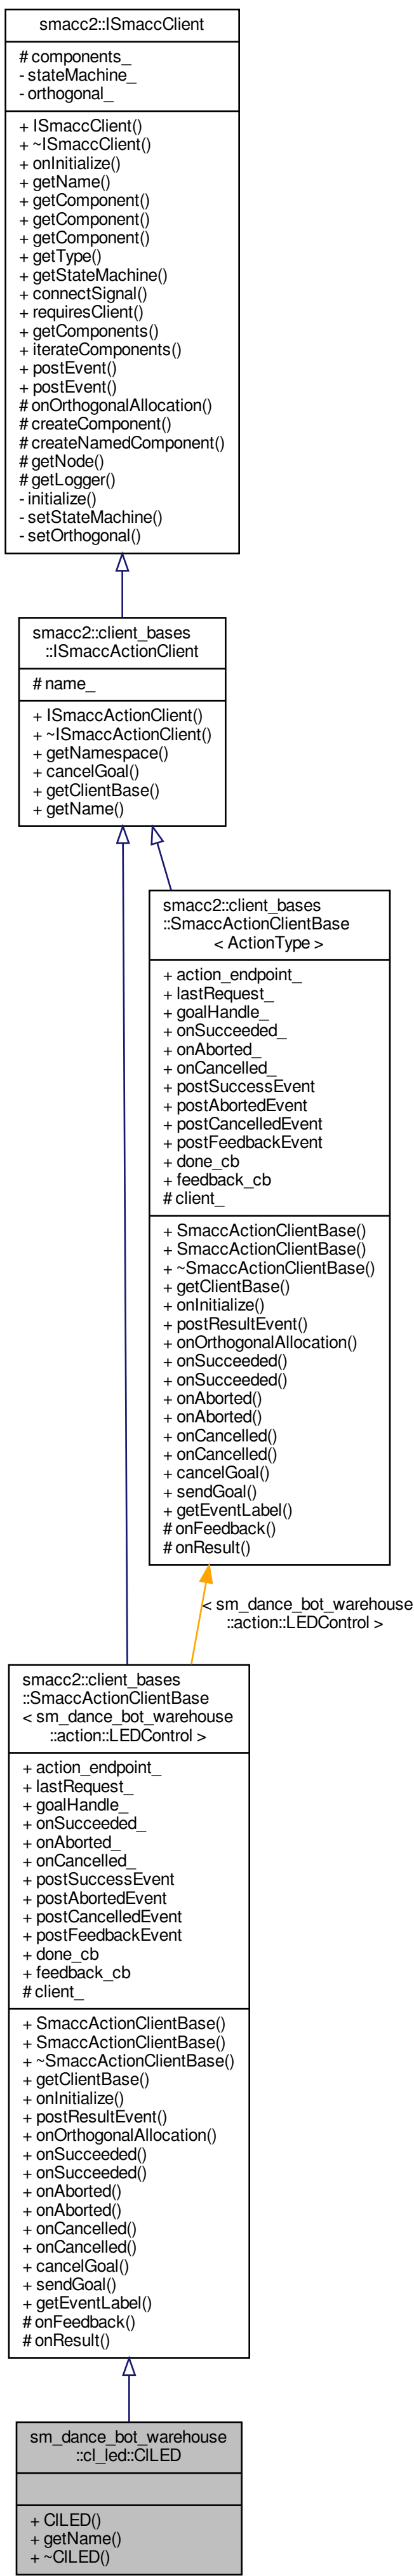 smacc2::ISmaccClient
# components_
- stateMachine_
- orthogonal_
+ ISmaccClient()
+ ~ISmaccClient()
+ onInitialize()
+ getName()
+ getComponent()
+ getComponent()
+ getComponent()
+ getType()
+ getStateMachine()
+ connectSignal()
+ requiresClient()
+ getComponents()
+ iterateComponents()
+ postEvent()
+ postEvent()
# onOrthogonalAllocation()
# createComponent()
# createNamedComponent()
# getNode()
# getLogger()
- initialize()
- setStateMachine()
- setOrthogonal()
smacc2::client_bases
::ISmaccActionClient
# name_
+ ISmaccActionClient()
+ ~ISmaccActionClient()
+ getNamespace()
+ cancelGoal()
+ getClientBase()
+ getName()
smacc2::client_bases
::SmaccActionClientBase
< ActionType >
+ action_endpoint_
+ lastRequest_
+ goalHandle_
+ onSucceeded_
+ onAborted_
+ onCancelled_
+ postSuccessEvent
+ postAbortedEvent
+ postCancelledEvent
+ postFeedbackEvent
+ done_cb
+ feedback_cb
# client_
+ SmaccActionClientBase()
+ SmaccActionClientBase()
+ ~SmaccActionClientBase()
+ getClientBase()
+ onInitialize()
+ postResultEvent()
+ onOrthogonalAllocation()
+ onSucceeded()
+ onSucceeded()
+ onAborted()
+ onAborted()
+ onCancelled()
+ onCancelled()
+ cancelGoal()
+ sendGoal()
+ getEventLabel()
# onFeedback()
# onResult()
< sm_dance_bot_warehouse
::action::LEDControl >
smacc2::client_bases
::SmaccActionClientBase
< sm_dance_bot_warehouse
::action::LEDControl >
+ action_endpoint_
+ lastRequest_
+ goalHandle_
+ onSucceeded_
+ onAborted_
+ onCancelled_
+ postSuccessEvent
+ postAbortedEvent
+ postCancelledEvent
+ postFeedbackEvent
+ done_cb
+ feedback_cb
# client_
+ SmaccActionClientBase()
+ SmaccActionClientBase()
+ ~SmaccActionClientBase()
+ getClientBase()
+ onInitialize()
+ postResultEvent()
+ onOrthogonalAllocation()
+ onSucceeded()
+ onSucceeded()
+ onAborted()
+ onAborted()
+ onCancelled()
+ onCancelled()
+ cancelGoal()
+ sendGoal()
+ getEventLabel()
# onFeedback()
# onResult()
sm_dance_bot_warehouse
::cl_led::ClLED
+ ClLED()
+ getName()
+ ~ClLED()